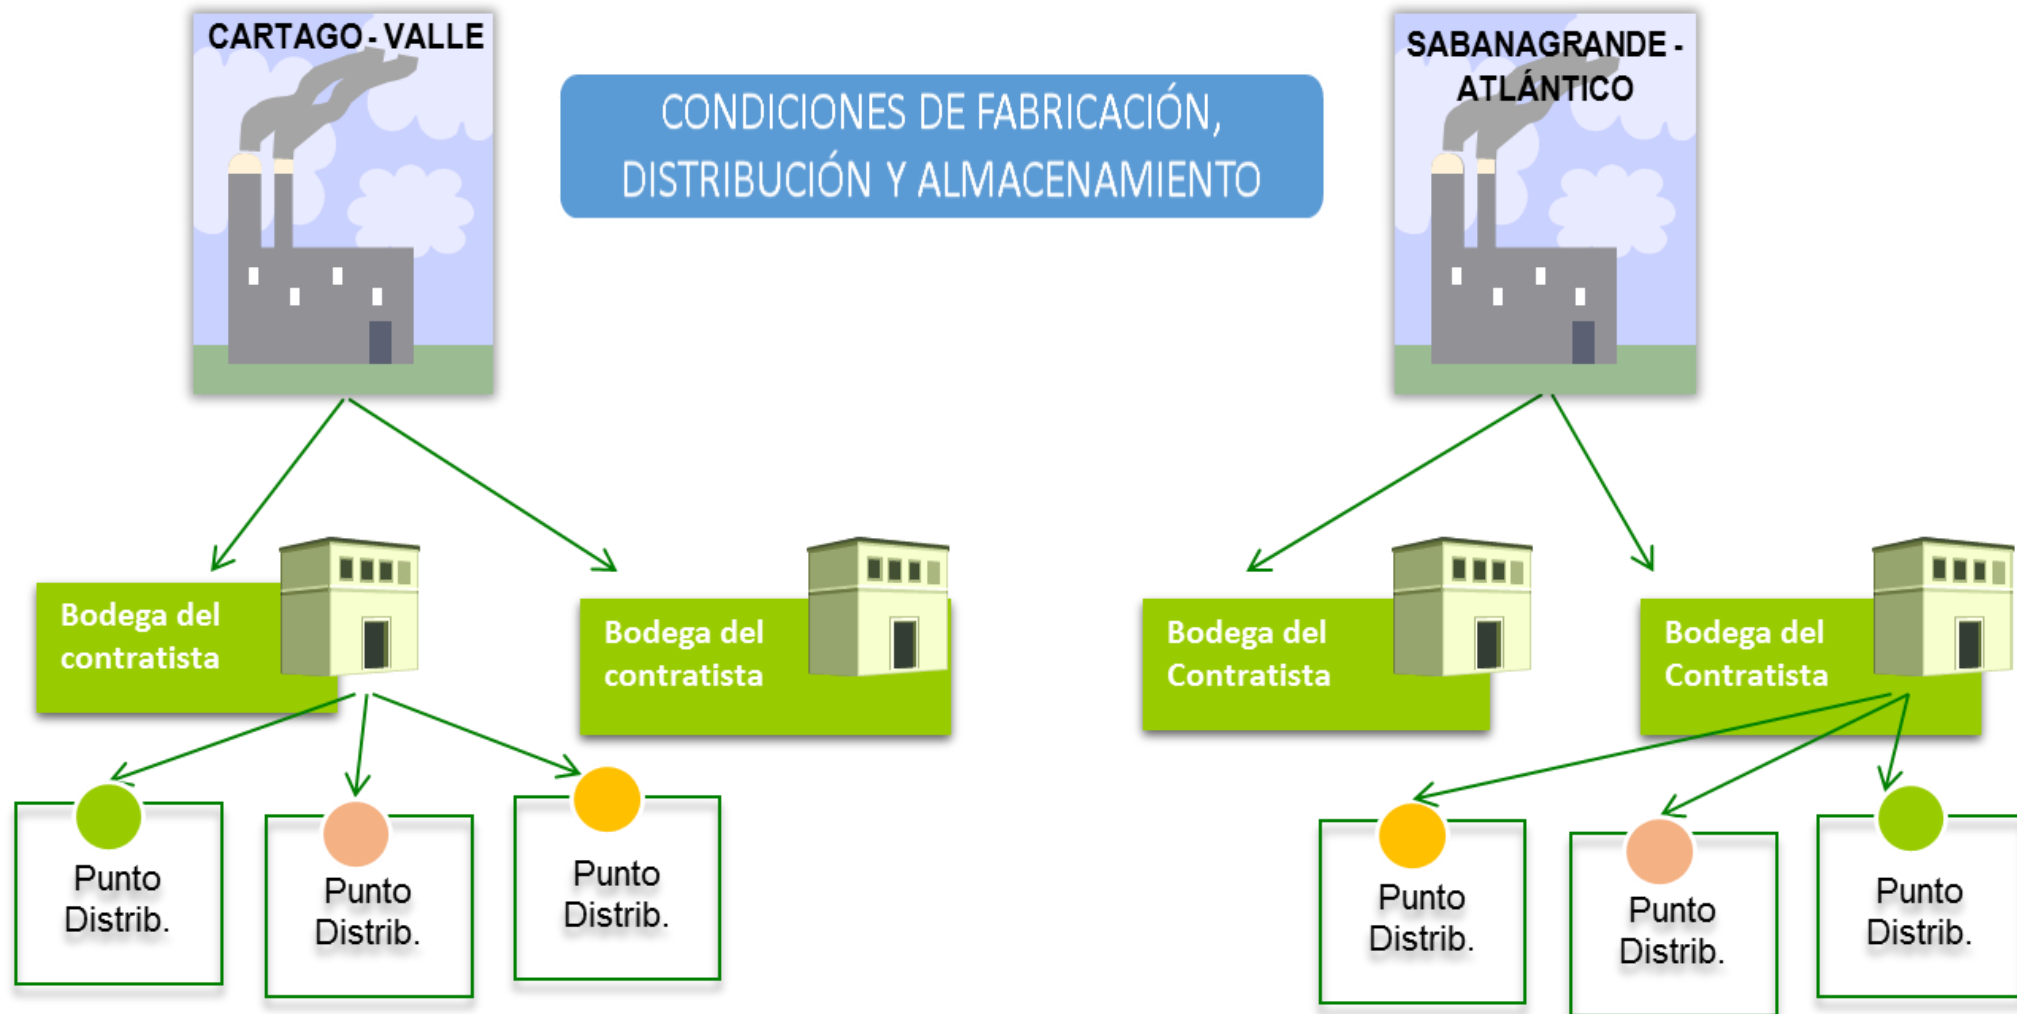 CARTAGO - VALLE
SABANAGRANDE -
ATLÁNTICO
CONDICIONES DE FABRICACIÓN,
DISTRIBUCIÓN Y ALMACENAMIENTO
Bodega del
contratista
Bodega del
contratista
Bodega del
Contratista
Bodega del
Contratista
Punto
Distrib.
Punto
Distrib.
Punto
Distrib.
Punto
Distrib.
Punto
Distrib.
Punto
Distrib.